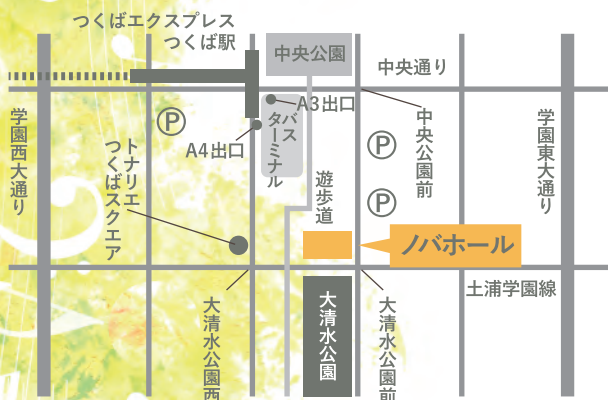 つくばエクスプレス
つくば駅
中央公園
中央通り
A3出口
バス
ターミナル
A4出口
P
P
P
中央公園前
学園西大通り
学園東大通り
トナリエ
つくばスクエア
遊歩道
ノバホール
土浦学園線
大清水公園西
大清水公園
大清水公園前